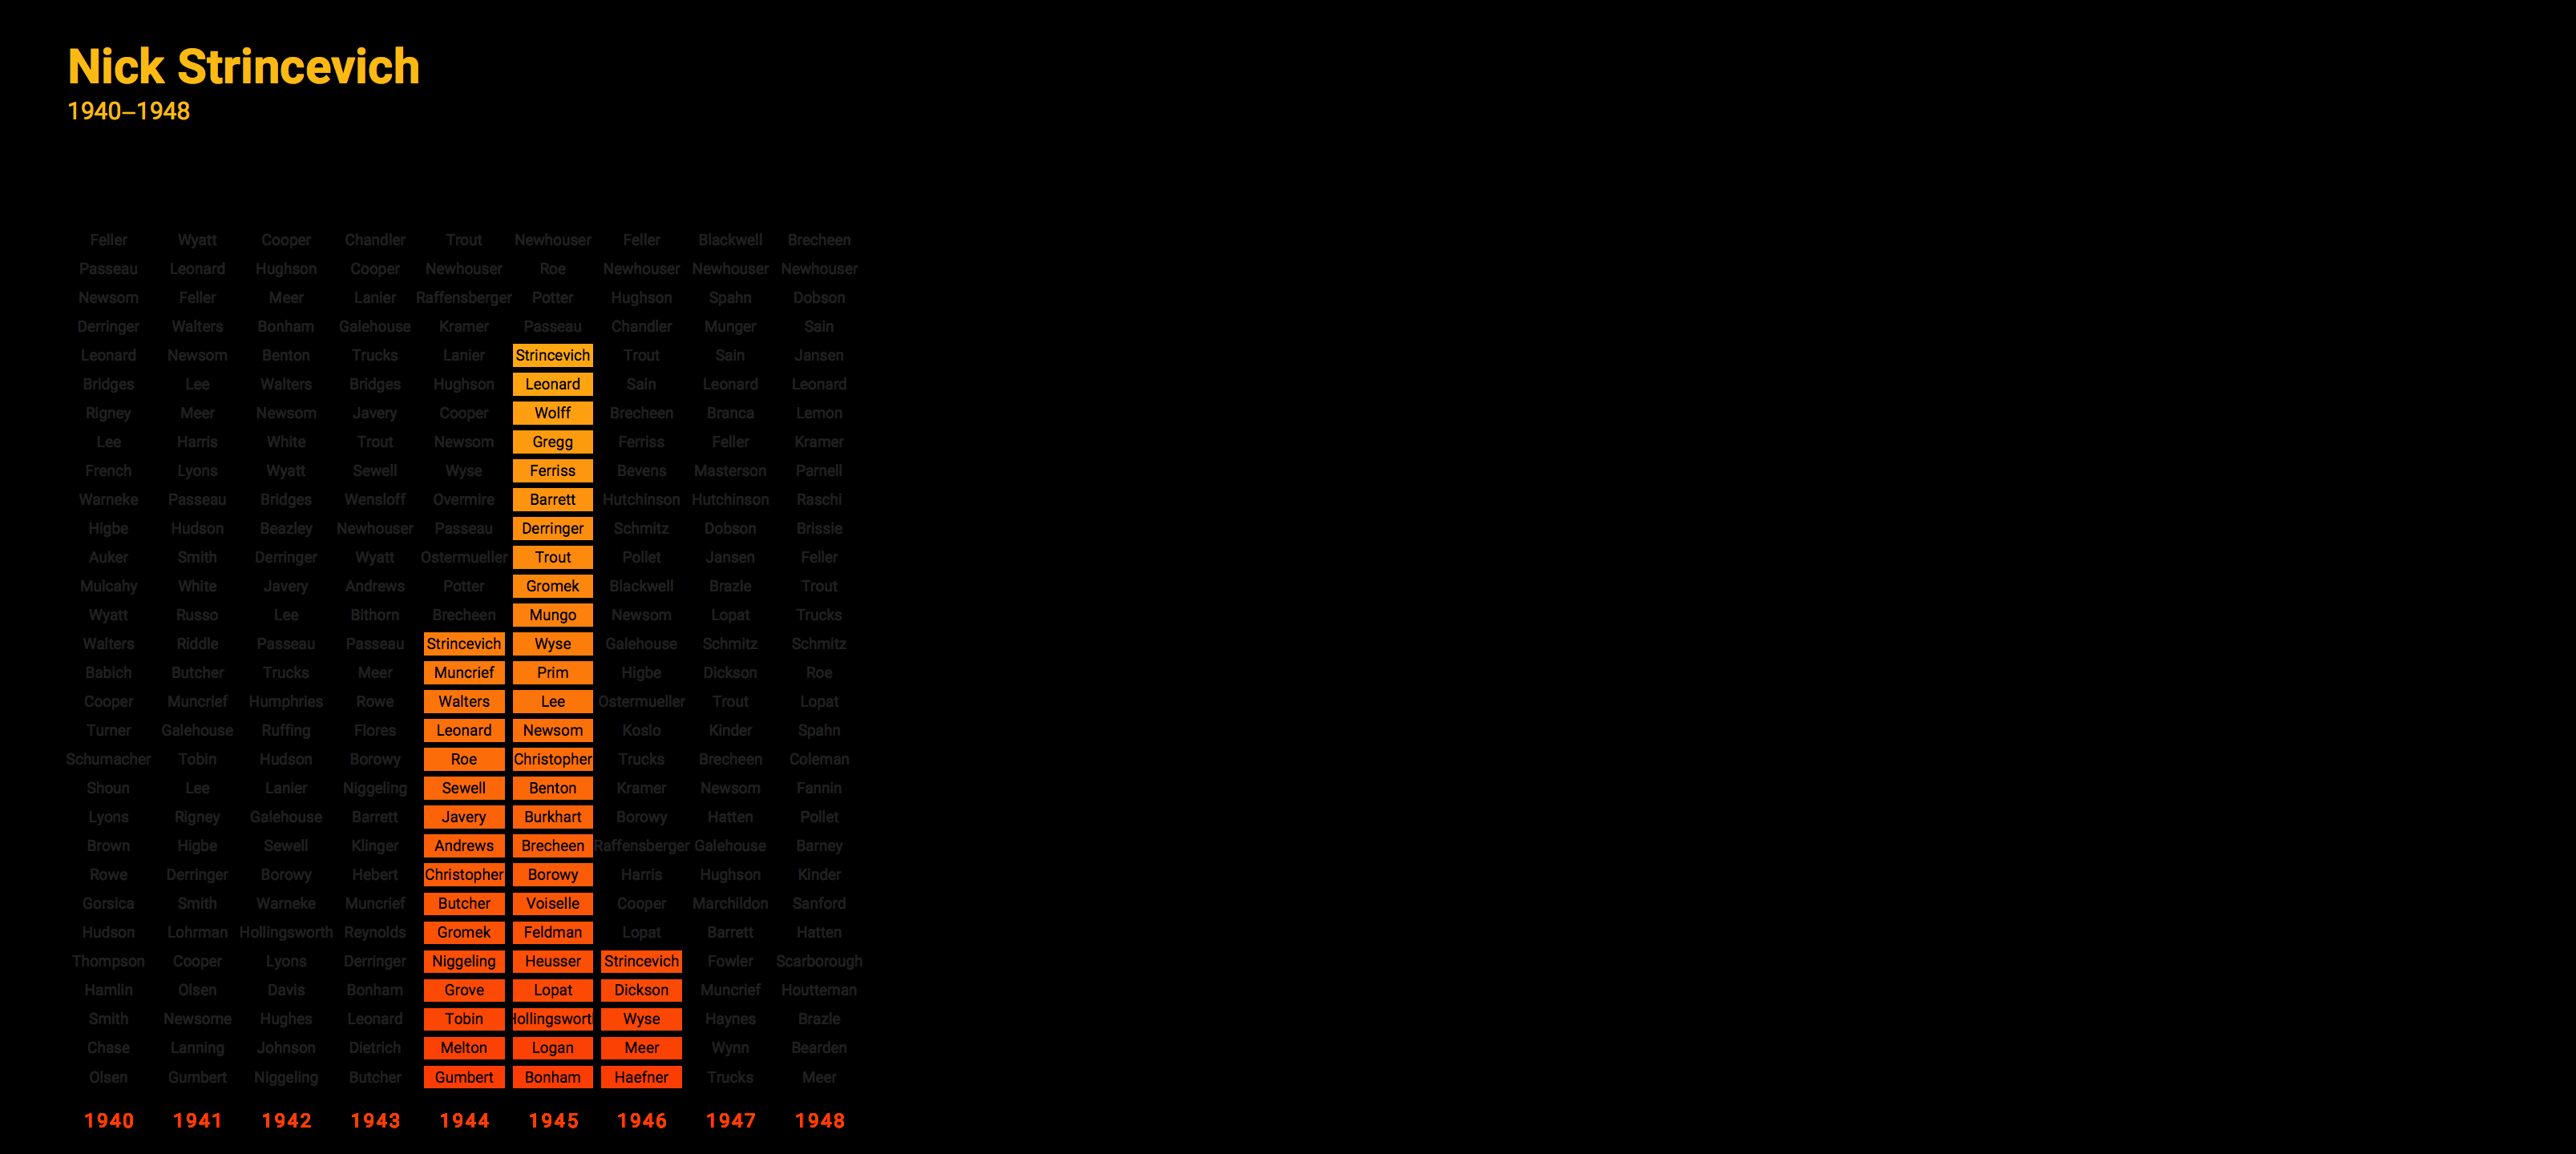 Nick Strincevich
1940–1948
Feller Wyatt Cooper Chandler Trout Newhouser Feller Blackwell Brecheen
Passeau Leonard Hughson Cooper Newhouser Roe Newhouser Newhouser Newhouser
Newsom Feller Meer Lanier Raffensberger Potter Hughson Spahn Dobson
Derringer Walters Bonham Galehouse Kramer Passeau Chandler Munger Sain
Leonard Newsom Benton Trucks Lanier Strincevich Trout Sain Jansen
Bridges Lee Walters Bridges Hughson Leonard Sain Leonard Leonard
Rigney Meer Newsom Javery Cooper Wolff Brecheen Branca Lemon
Lee Harris White Trout Newsom Gregg Ferriss Feller Kramer
French Lyons Wyatt Sewell Wyse Ferriss Bevens Masterson Parnell
Warneke Passeau Bridges Wensloff Overmire Barrett Hutchinson Hutchinson Raschi
Higbe Hudson Beazley Newhouser Passeau Derringer Schmitz Dobson Brissie
Auker Smith Derringer Wyatt Ostermueller Trout Pollet Jansen Feller
Mulcahy White Javery Andrews Potter Gromek Blackwell Brazle Trout
Wyatt Russo Lee Bithorn Brecheen Mungo Newsom Lopat Trucks
Walters Riddle Passeau Passeau Strincevich Wyse Galehouse Schmitz Schmitz
Babich Butcher Trucks Meer Muncrief Prim Higbe Dickson Roe
Cooper Muncrief Humphries Rowe Walters Lee Ostermueller Trout Lopat
Turner Galehouse Ruffing Flores Leonard Newsom Koslo Kinder Spahn
Schumacher Tobin Hudson Borowy Roe Christopher Trucks Brecheen Coleman
Shoun Lee Lanier Niggeling Sewell Benton Kramer Newsom Fannin
Lyons Rigney Galehouse Barrett Javery Burkhart Borowy Hatten Pollet
Brown Higbe Sewell Klinger Andrews Brecheen Raffensberger Galehouse Barney
Rowe Derringer Borowy Hebert Christopher Borowy Harris Hughson Kinder
Gorsica Smith Warneke Muncrief Butcher Voiselle Cooper Marchildon Sanford
Hudson Lohrman Hollingsworth Reynolds Gromek Feldman Lopat Barrett Hatten
Thompson Cooper Lyons Derringer Niggeling Heusser Strincevich Fowler Scarborough
Hamlin Olsen Davis Bonham Grove Lopat Dickson Muncrief Houtteman
Smith Newsome Hughes Leonard Tobin Hollingswort Wyse Haynes Brazle
Chase Lanning Johnson Dietrich Melton Logan Meer Wynn Bearden
Olsen Gumbert Niggeling Butcher Gumbert Bonham Haefner Trucks Meer
1940 1941 1942 1943 1944 1945 1946 1947 1948